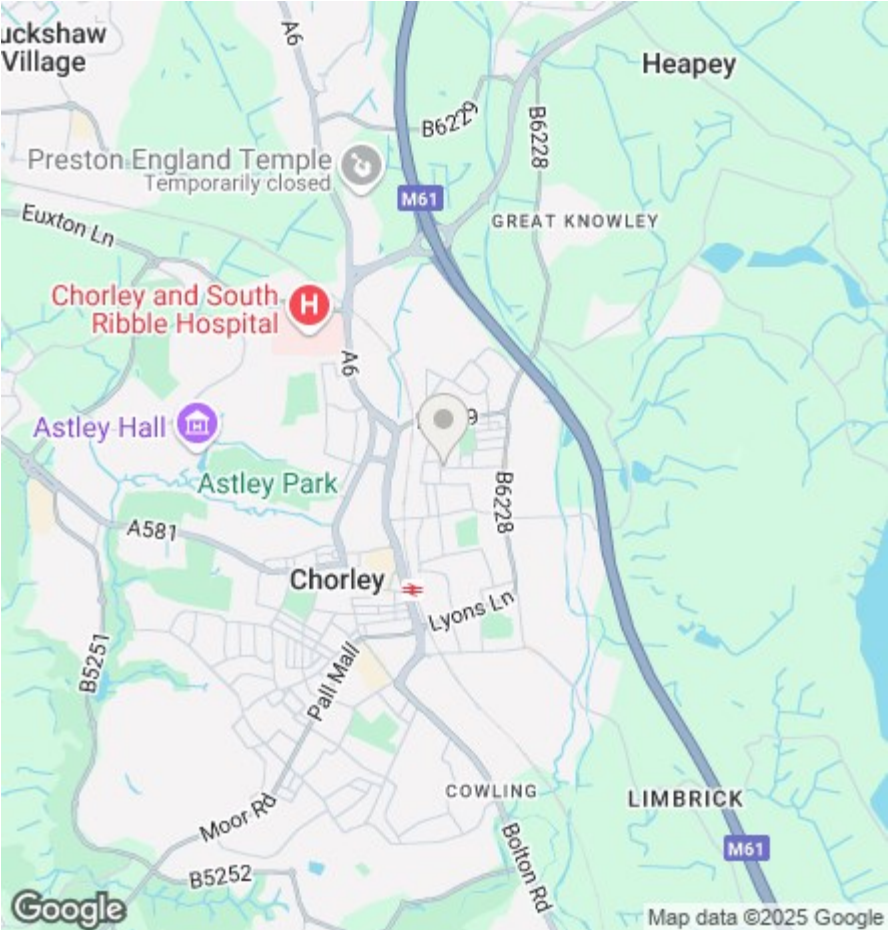 uckshaw
Village
A6
Heapey
B6229
B6228
Preston England Temple
Temporarily closed
M61
Euxton Ln
GREAT KNOWLEY
Chorley and South
Ribble Hospital
H
A6
9
Astley Hall
Astley Park
B6228
A581
Chorley
Lyons Ln
B5251
Pall Mall
COWLING
LIMBRICK
Moor Rd
Bolton Rd
M61
B5252
Google
Map data ©2025 Google